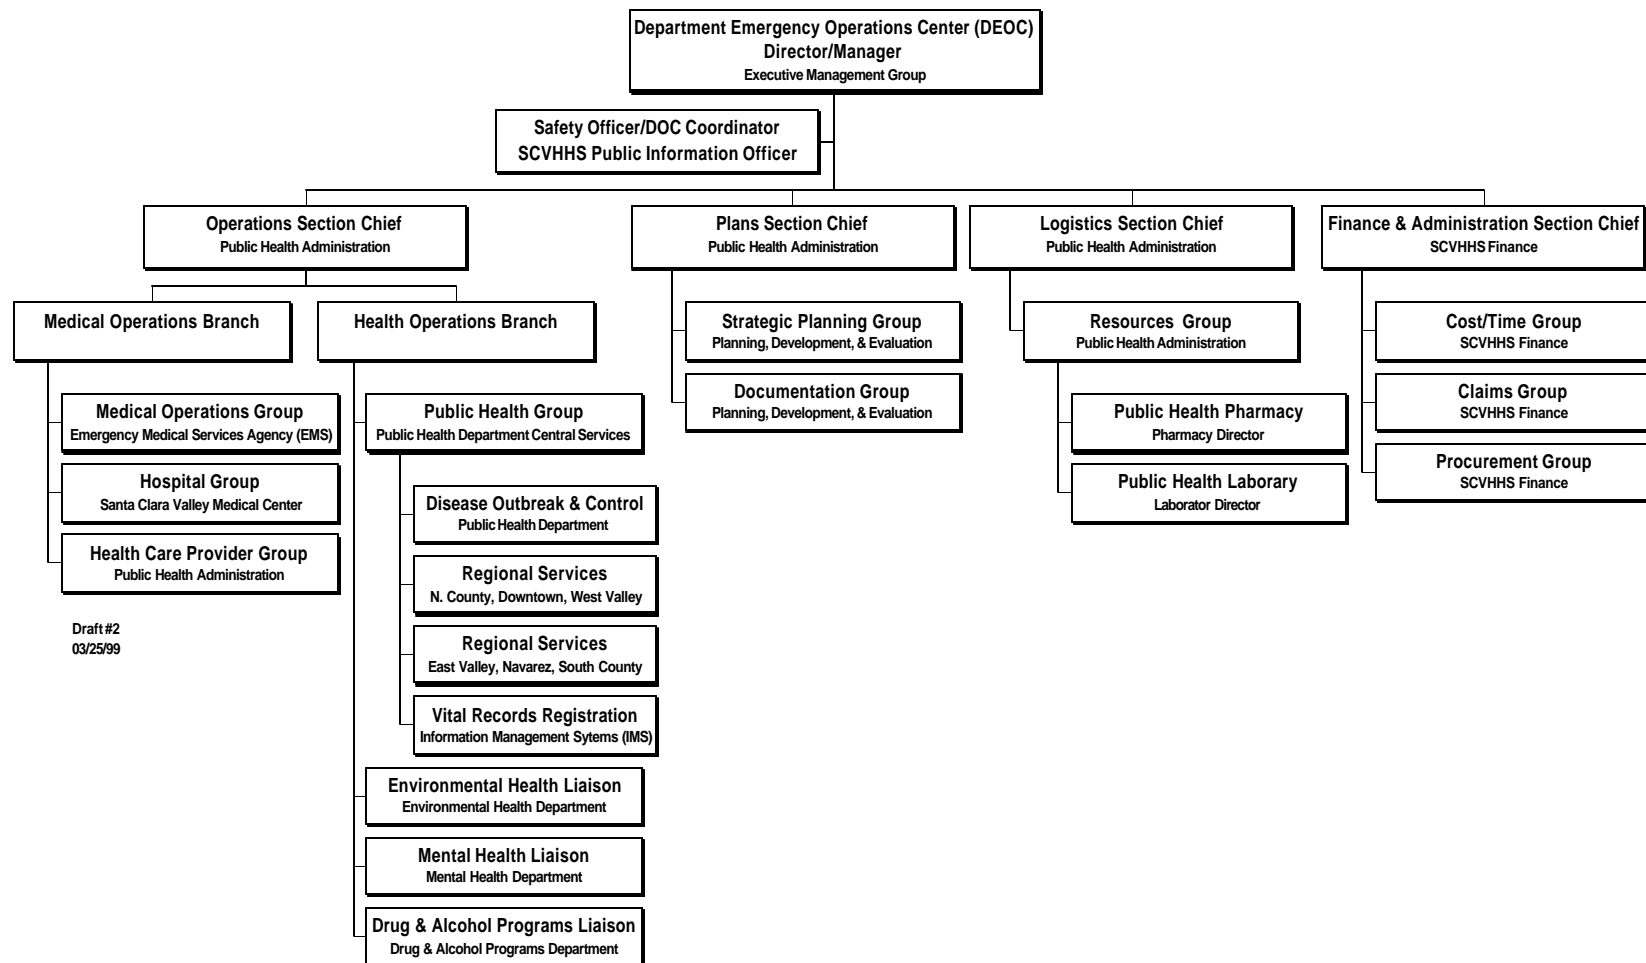 Department Emergency Operations Center (DEOC)
Director/Manager
Executive Management Group
Safety Officer/DOC Coordinator
SCVHHS Public Information Officer
Operations Section Chief
Public Health Administration
Plans Section Chief
Public Health Administration
Logistics Section Chief
Public Health Administration
Finance & Administration Section Chief
SCVHHS Finance
Medical Operations Branch
Health Operations Branch
Medical Operations Group
Emergency Medical Services Agency (EMS)
Hospital Group
Santa Clara Valley Medical Center
Health Care Provider Group
Public Health Administration
Draft #2
03/25/99
Public Health Group
Public Health Department Central Services
Disease Outbreak & Control
Public Health Department
Regional Services
N. County, Downtown, West Valley
Regional Services
East Valley, Navarez, South County
Vital Records Registration
Information Management Sytems (IMS)
Environmental Health Liaison
Environmental Health Department
Mental Health Liaison
Mental Health Department
Drug & Alcohol Programs Liaison
Drug & Alcohol Programs Department
Strategic Planning Group
Planning, Development, & Evaluation
Documentation Group
Planning, Development, & Evaluation
Resources Group
Public Health Administration
Public Health Pharmacy
Pharmacy Director
Public Health Laborary
Laborator Director
Cost/Time Group
SCVHHS Finance
Claims Group
SCVHHS Finance
Procurement Group
SCVHHS Finance